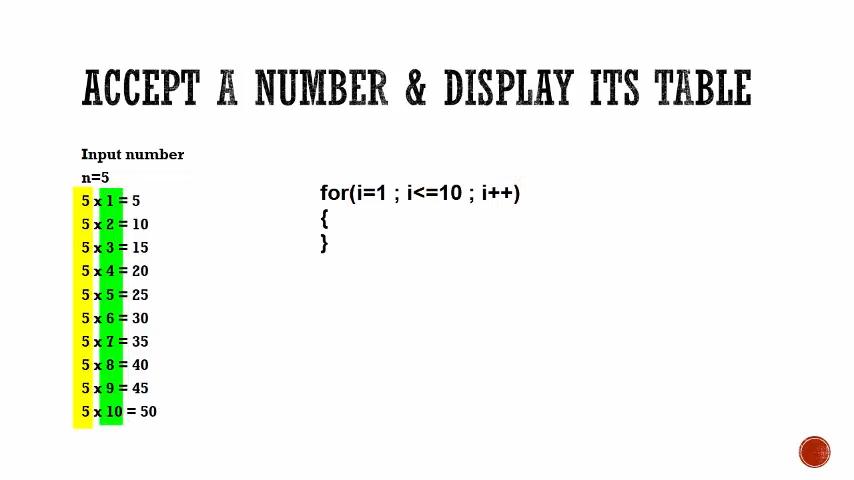 ACCEPT A NUMBER & DISPLAY ITS TABLE
Input number
n=5
5 x 1 = 5
5 x 2 = 10
5 x 3 = 15
5 x 4 = 20
5 x 5 = 25
5 x 6 = 30
5 x 7 = 35
5 x 8 = 40
5 x 9 = 45
5 x 10 = 50
for(i=1 ; i<=10 ; i++)
{
}